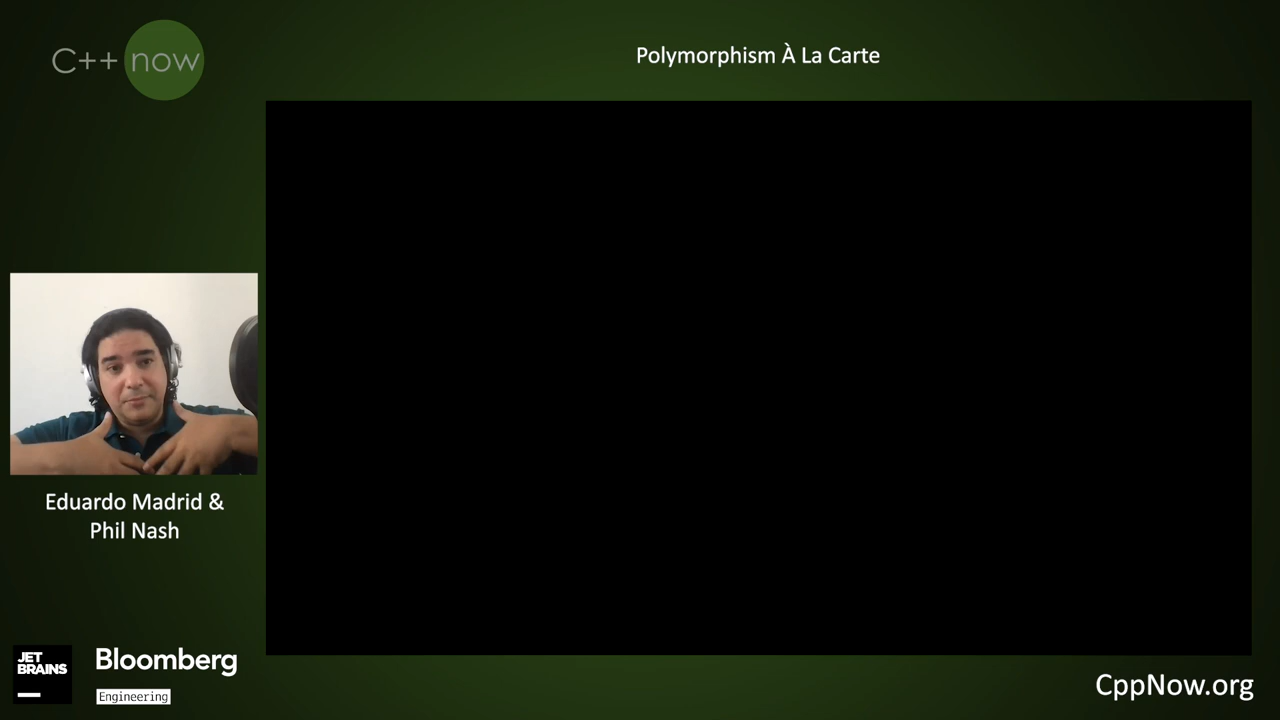 C++ now
Polymorphism À La Carte
Eduardo Madrid &
Phil Nash
JET
BRAINS
Bloomberg
Engineering
CppNow.org